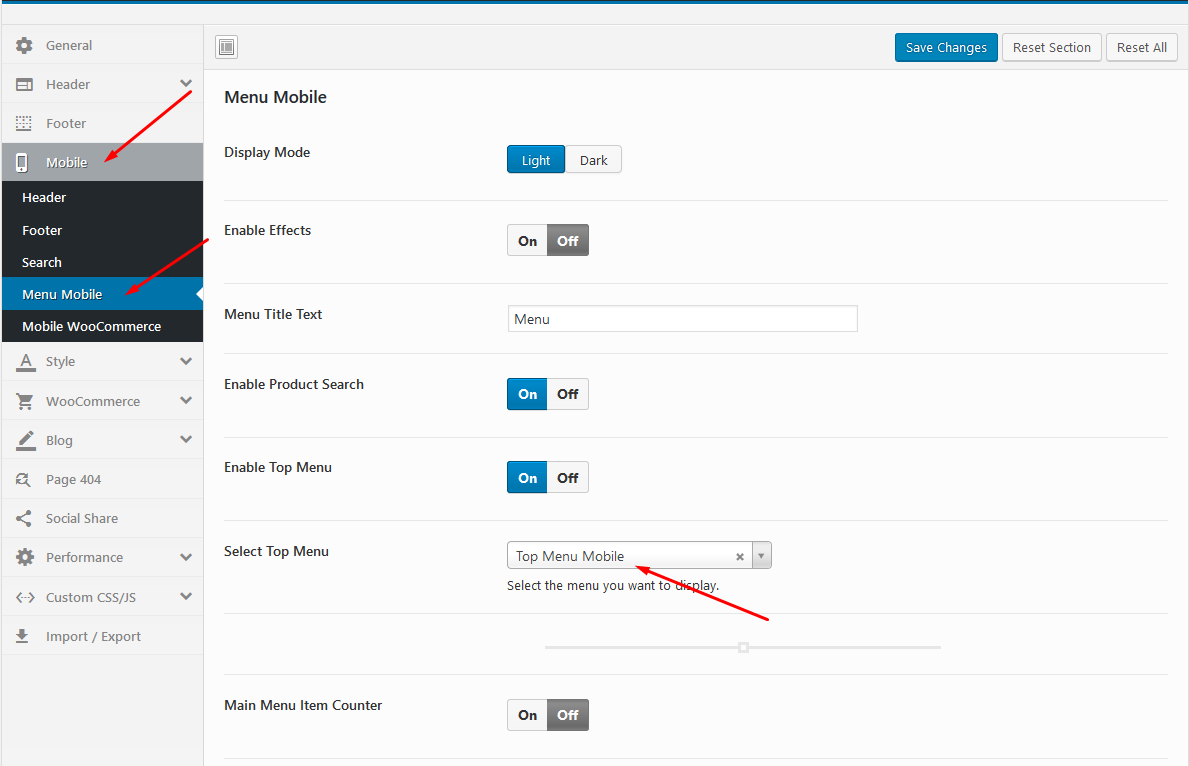 General
Header
Footer
Mobile
Header
Footer
Search
Menu Mobile
Mobile WooCommerce
Style
WooCommerce
Blog
Page 404
Social Share
Performance
Custom CSS/JS
Import / Export
Save Changes
Reset Section
Reset All
Menu Mobile
Display Mode
Light
Dark
Enable Effects
On
Off
Menu Title Text
Menu
Enable Product Search
On
Off
Enable Top Menu
On
Off
Select Top Menu
Top Menu Mobile
Select the menu you want to display.
Main Menu Item Counter
On
Off